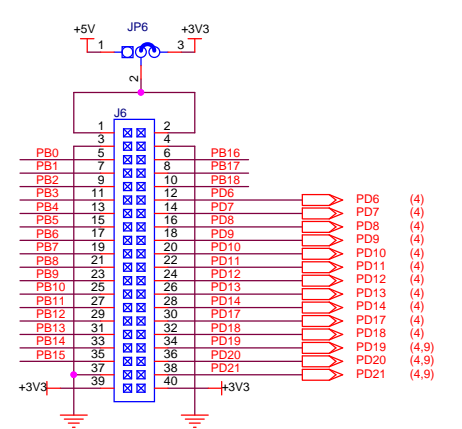 +5V JP6 +3V3
1 3
2
J6
1 2
3 4
PB0 5 6 PB16
PB1 7 8 PB17
PB2 9 10 PB18
PB3 11 12 PD6 PD6 (4)
PB4 13 14 PD7 PD7 (4)
PB5 15 16 PD8 PD8 (4)
PB6 17 18 PD9 PD9 (4)
PB7 19 20 PD10 PD10 (4)
PB8 21 22 PD11 PD11 (4)
PB9 23 24 PD12 PD12 (4)
PB10 25 26 PD13 PD13 (4)
PB11 27 28 PD14 PD14 (4)
PB12 29 30 PD17 PD17 (4)
PB13 31 32 PD18 PD18 (4)
PB14 33 34 PD19 PD19 (4,9)
PB15 35 36 PD20 PD20 (4,9)
37 38 PD21 PD21 (4,9)
+3V3 39 40 +3V3